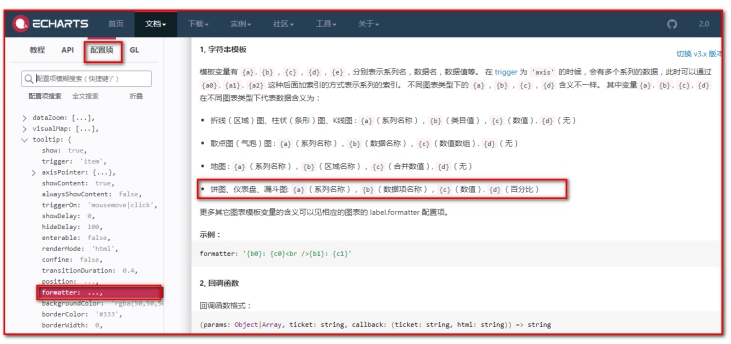 ECHARTS
首页
文档
下载
实例
社区
工具
关于
2.0
教程
API
配置项
GL
配置项模糊搜索（快捷键'/'）
配置项搜索
全文搜索
折叠
dataZoom: [...],
visualMap: [...],
tooltip: {
show: true,
trigger: 'item',
axisPointer: {...},
showContent: true,
alwaysShowContent: false,
triggerOn: 'mousemove|click',
showDelay: 0,
hideDelay: 100,
enterable: false,
renderMode: 'html',
confine: false,
transitionDuration: 0.4,
position: ...,
formatter: ...,
backgroundColor: 'rgba(50,50,50
borderColor: '#333',
borderWidth: 0,
1, 字符串模板
切换 v3.x 版本
模板变量有 {a}, {b}, {c}, {d}, {e}, 分别表示系列名，数据名，数据值等。 在 trigger 为 'axis' 的时候，会有多个系列的数据，此时可以通过
{a0}, {a1}, {a2} 这种后面加索引的方式表示系列的索引。 不同图表类型下的 {a}, {b}, {c}, {d} 含义不一样。 其中变量 {a}, {b}, {c}, {d}
在不同图表类型下代表数据含义为：
折线（区域）图、柱状（条形）图、K线图: {a}（系列名称）, {b}（类目值）, {c}（数值）, {d}（无）
散点图（气泡）图: {a}（系列名称）, {b}（数据名称）, {c}（数值数组）, {d}（无）
地图: {a}（系列名称）, {b}（区域名称）, {c}（合并数值）, {d}（无）
饼图、仪表盘、漏斗图: {a}（系列名称）, {b}（数据项名称）, {c}（数值）, {d}（百分比）
更多其它图表模板变量的含义可以见相应的图表的 label.formatter 配置项。
示例：
formatter: '{b0}: {c0}<br />{b1}: {c1}'
2, 回调函数
回调函数格式：
(params: Object|Array, ticket: string, callback: (ticket: string, html: string)) => string